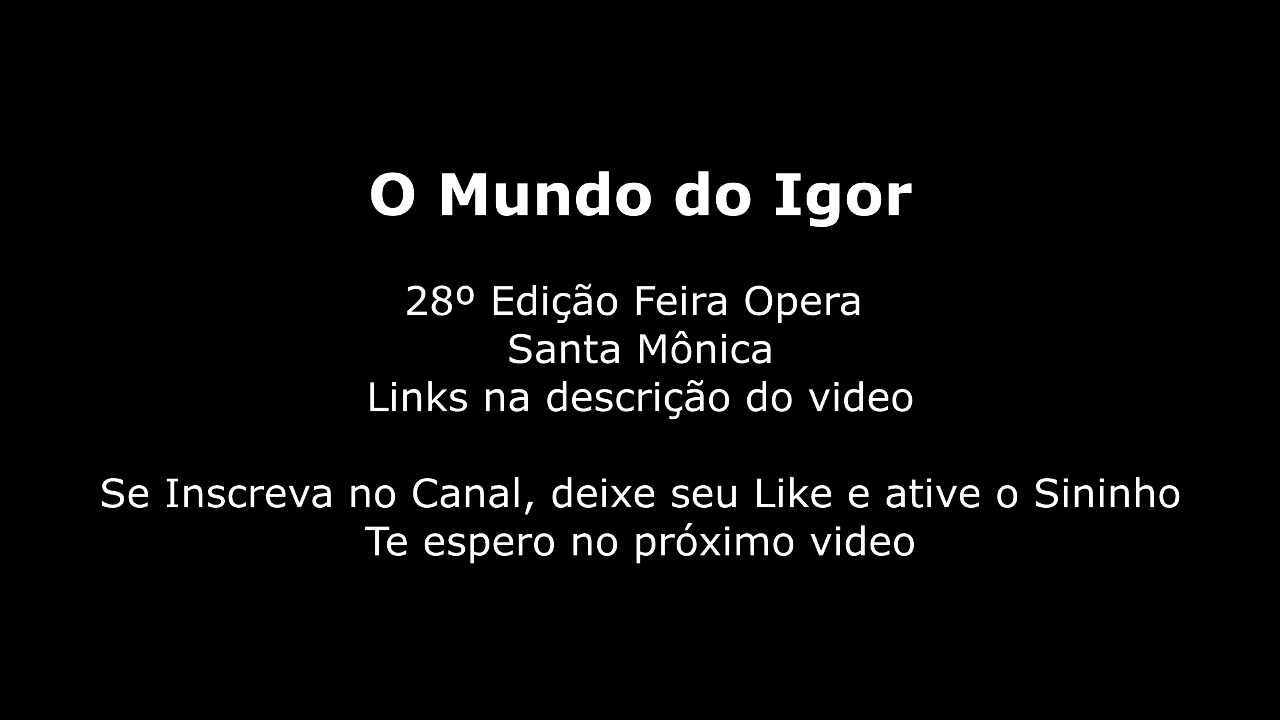 O Mundo do Igor
28º Edição Feira Opera
Santa Mônica
Links na descrição do video
Se Inscreva no Canal, deixe seu Like e ative o Sininho
Te espero no próximo video